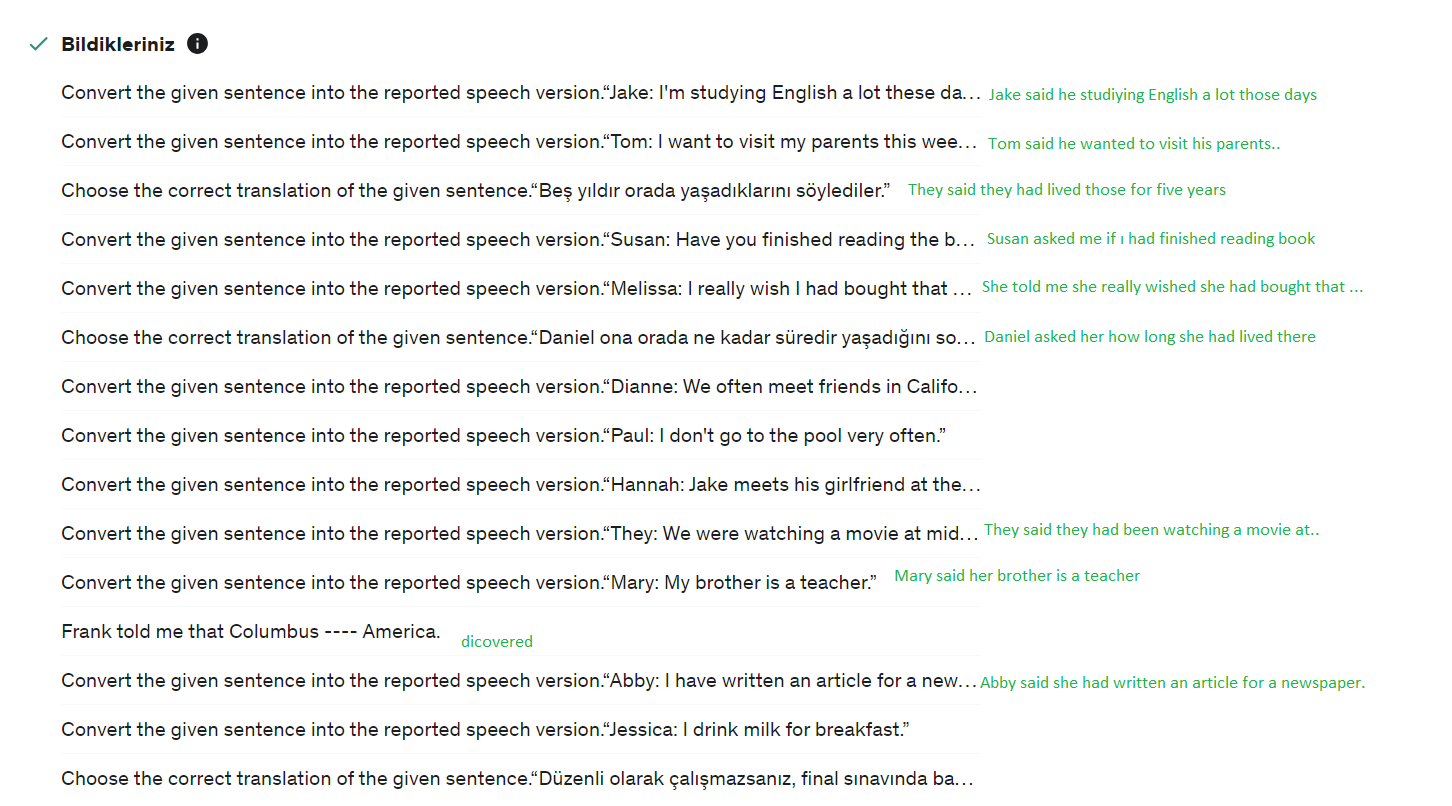 Bildikleriniz
Convert the given sentence into the reported speech version.“Jake: I'm studying English a lot these da… Jake said he studiying English a lot those days
Convert the given sentence into the reported speech version.“Tom: I want to visit my parents this wee… Tom said he wanted to visit his parents..
Choose the correct translation of the given sentence.“Beş yıldır orada yaşadıklarını söylediler.” They said they had lived those for five years
Convert the given sentence into the reported speech version.“Susan: Have you finished reading the b… Susan asked me if ı had finished reading book
Convert the given sentence into the reported speech version.“Melissa: I really wish I had bought that … She told me she really wished she had bought that ...
Choose the correct translation of the given sentence.“Daniel ona orada ne kadar süredir yaşadığını so… Daniel asked her how long she had lived there
Convert the given sentence into the reported speech version.“Dianne: We often meet friends in Califo…
Convert the given sentence into the reported speech version.“Paul: I don't go to the pool very often.”
Convert the given sentence into the reported speech version.“Hannah: Jake meets his girlfriend at the…
Convert the given sentence into the reported speech version.“They: We were watching a movie at mid… They said they had been watching a movie at..
Convert the given sentence into the reported speech version.“Mary: My brother is a teacher.” Mary said her brother is a teacher
Frank told me that Columbus ---- America. dicovered
Convert the given sentence into the reported speech version.“Abby: I have written an article for a new… Abby said she had written an article for a newspaper.
Convert the given sentence into the reported speech version.“Jessica: I drink milk for breakfast.”
Choose the correct translation of the given sentence.“Düzenli olarak çalışmazsanız, final sınavında ba…